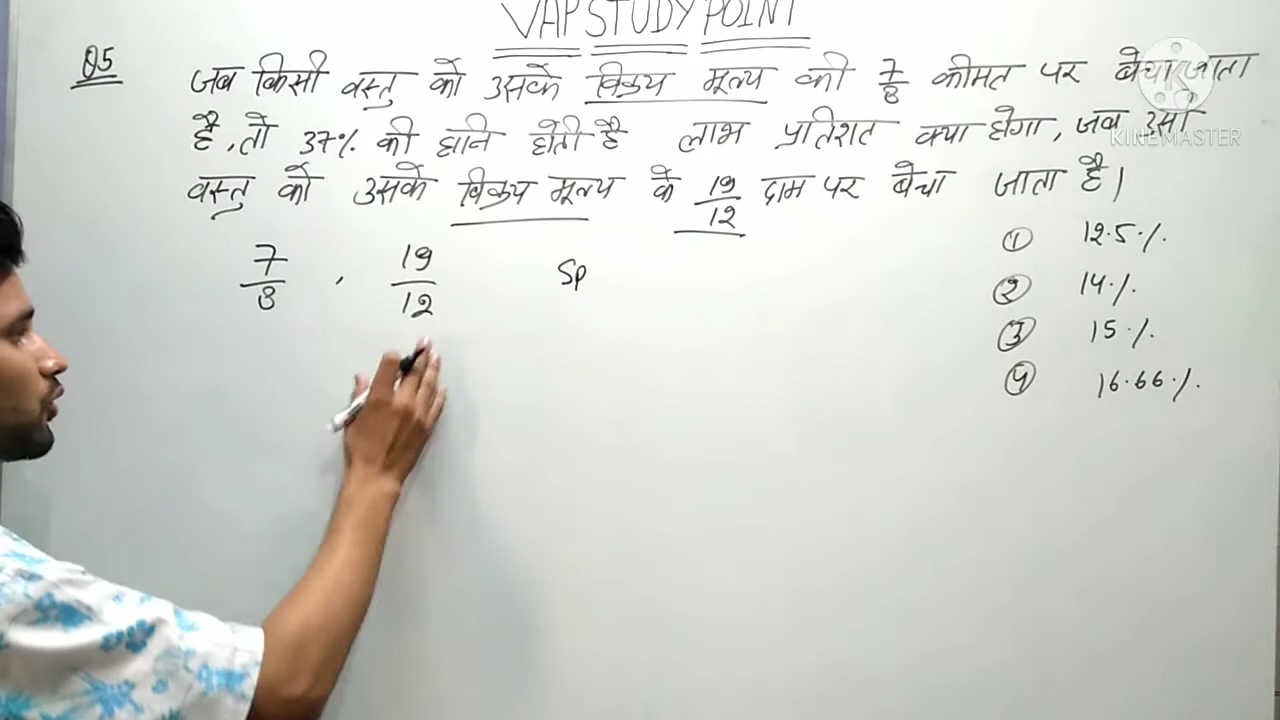 VAP STUDY POINT
Q5 जब किसी वस्तु को उसके विक्रय मूल्य की 7/8 कीमत पर बेचा जाता
है, तो 37% की हानि होती है लाभ प्रतिशत क्या होगा, जब उसी
KINEMASTER
वस्तु को उसके विक्रय मूल्य के 19/12 दाम पर बेचा जाता है।
7/8 , 19/12 Sp
① 12.5%
② 14%
③ 15%
④ 16.66%